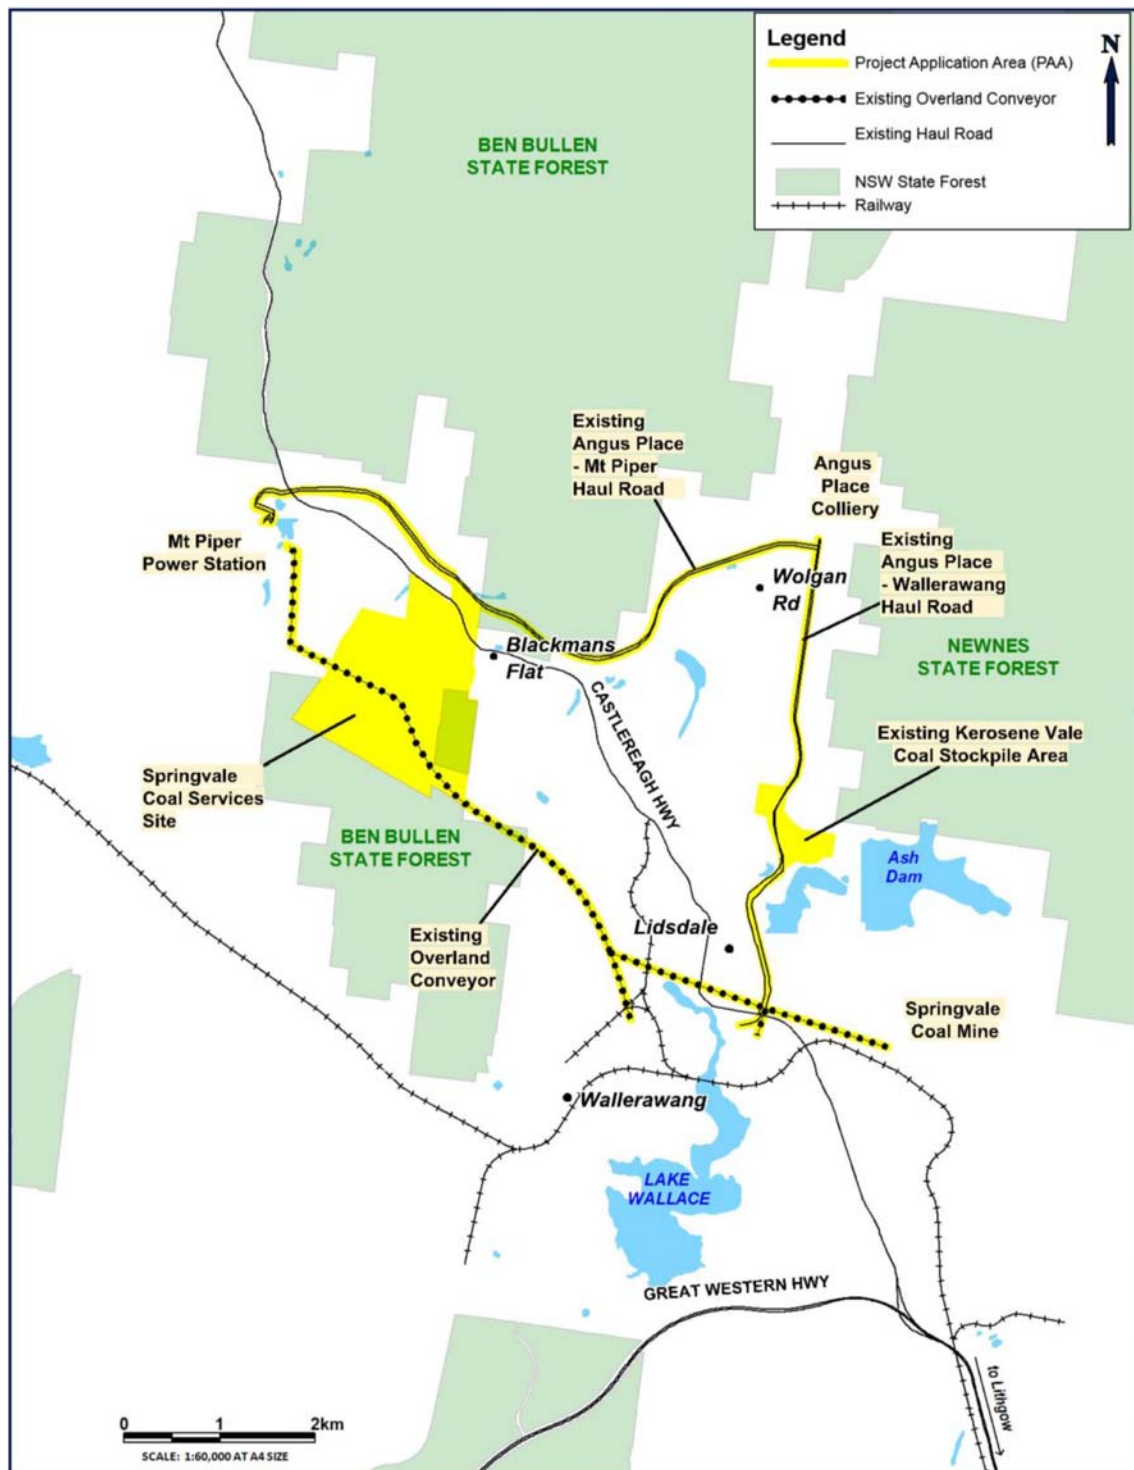 Legend
N
Project Application Area (PAA)
Existing Overland Conveyor
Existing Haul Road
NSW State Forest
Railway
BEN BULLEN
STATE FOREST
Existing
Angus Place
- Mt Piper
Haul Road
Angus
Place
Colliery
Mt Piper
Power Station
Existing
Angus Place
- Wallerawang
Haul Road
Wolgan
Rd
Blackmans
Flat
NEWNES
STATE FOREST
CASTLEREAGH HWY
Existing Kerosene Vale
Coal Stockpile Area
Springvale
Coal Services
Site
BEN BULLEN
STATE FOREST
Ash
Dam
Existing
Overland
Conveyor
Lidsdale
Springvale
Coal Mine
Wallerawang
LAKE
WALLACE
GREAT WESTERN HWY
to Lithgow
0 1 2km
SCALE: 1:60,000 AT A4 SIZE